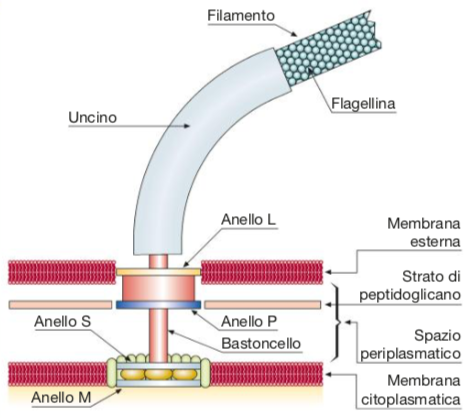 Filamento
Flagellina
Uncino
Anello L
Membrana
esterna
Strato di
peptidoglicano
Anello S
Anello P
Bastoncello
Spazio
periplasmatico
Membrana
citoplasmatica
Anello M